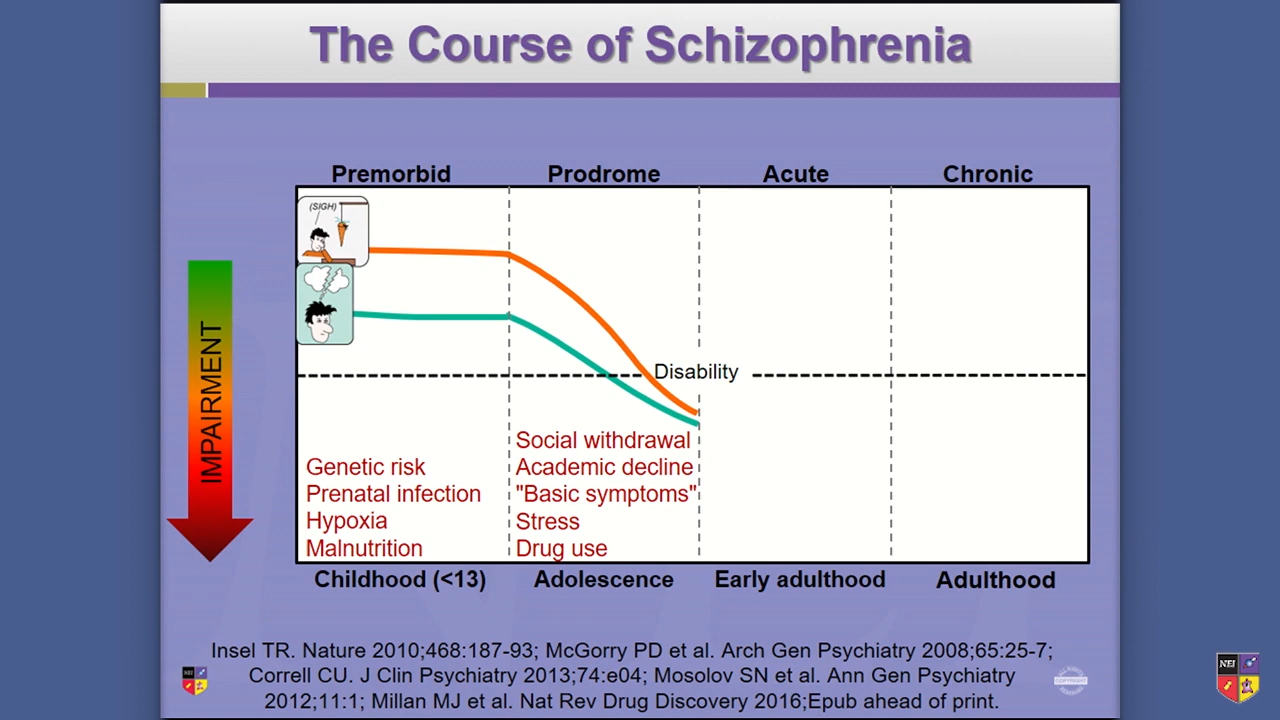 The Course of Schizophrenia
Premorbid
Prodrome
Acute
Chronic
(SIGH)
IMPAIRMENT
Disability
Genetic risk
Prenatal infection
Hypoxia
Malnutrition
Social withdrawal
Academic decline
"Basic symptoms"
Stress
Drug use
Childhood (<13)
Adolescence
Early adulthood
Adulthood
Insel TR. Nature 2010;468:187-93; McGorry PD et al. Arch Gen Psychiatry 2008;65:25-7;
Correll CU. J Clin Psychiatry 2013;74:e04; Mosolov SN et al. Ann Gen Psychiatry
2012;11:1; Millan MJ et al. Nat Rev Drug Discovery 2016;Epub ahead of print.
NEI
COPYRIGHT
NEI